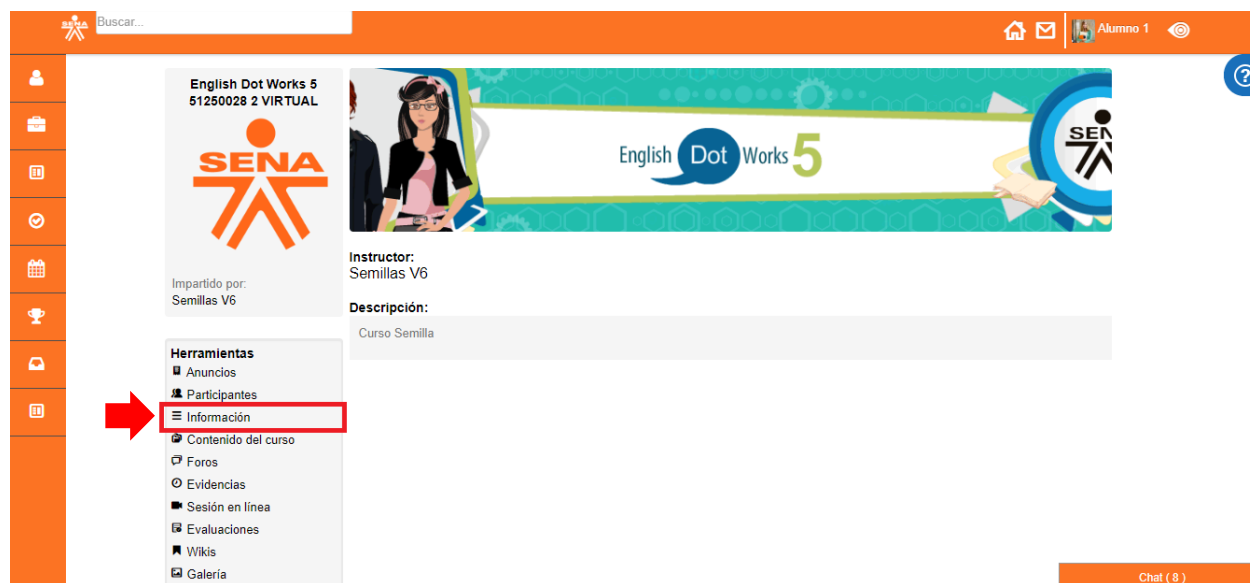 SENA
Buscar...
Alumno 1
English Dot Works 5
51250028 2 VIRTUAL
SENA
Impartido por:
Semillas V6
English Dot Works 5
SEN
Instructor:
Semillas V6
Descripción:
Curso Semilla
Herramientas
Anuncios
Participantes
Información
Contenido del curso
Foros
Evidencias
Sesión en línea
Evaluaciones
Wikis
Galería
?
Chat ( 8 )